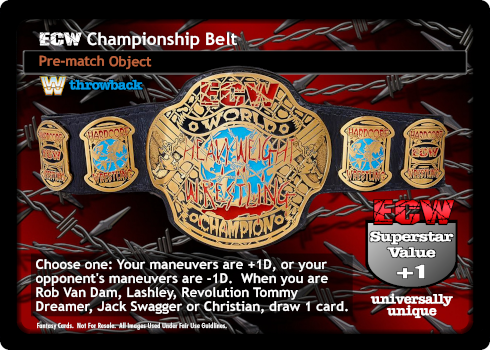 ECW Championship Belt
Pre-match Object
throwback
ECW
WORLD
HEAVYWEIGHT
WRESTLING
CHAMPION
HARDCORE
WRESTLING
HARDCORE
WRESTLING
ECW
Superstar
Value
+1
universally
unique
Choose one: Your maneuvers are +1D, or your
opponent's maneuvers are -1D. When you are
Rob Van Dam, Lashley, Revolution Tommy
Dreamer, Jack Swagger or Christian, draw 1 card.
Fantasy Cards. Not For Resale. All Images Used Under Fair Use Guidlines.